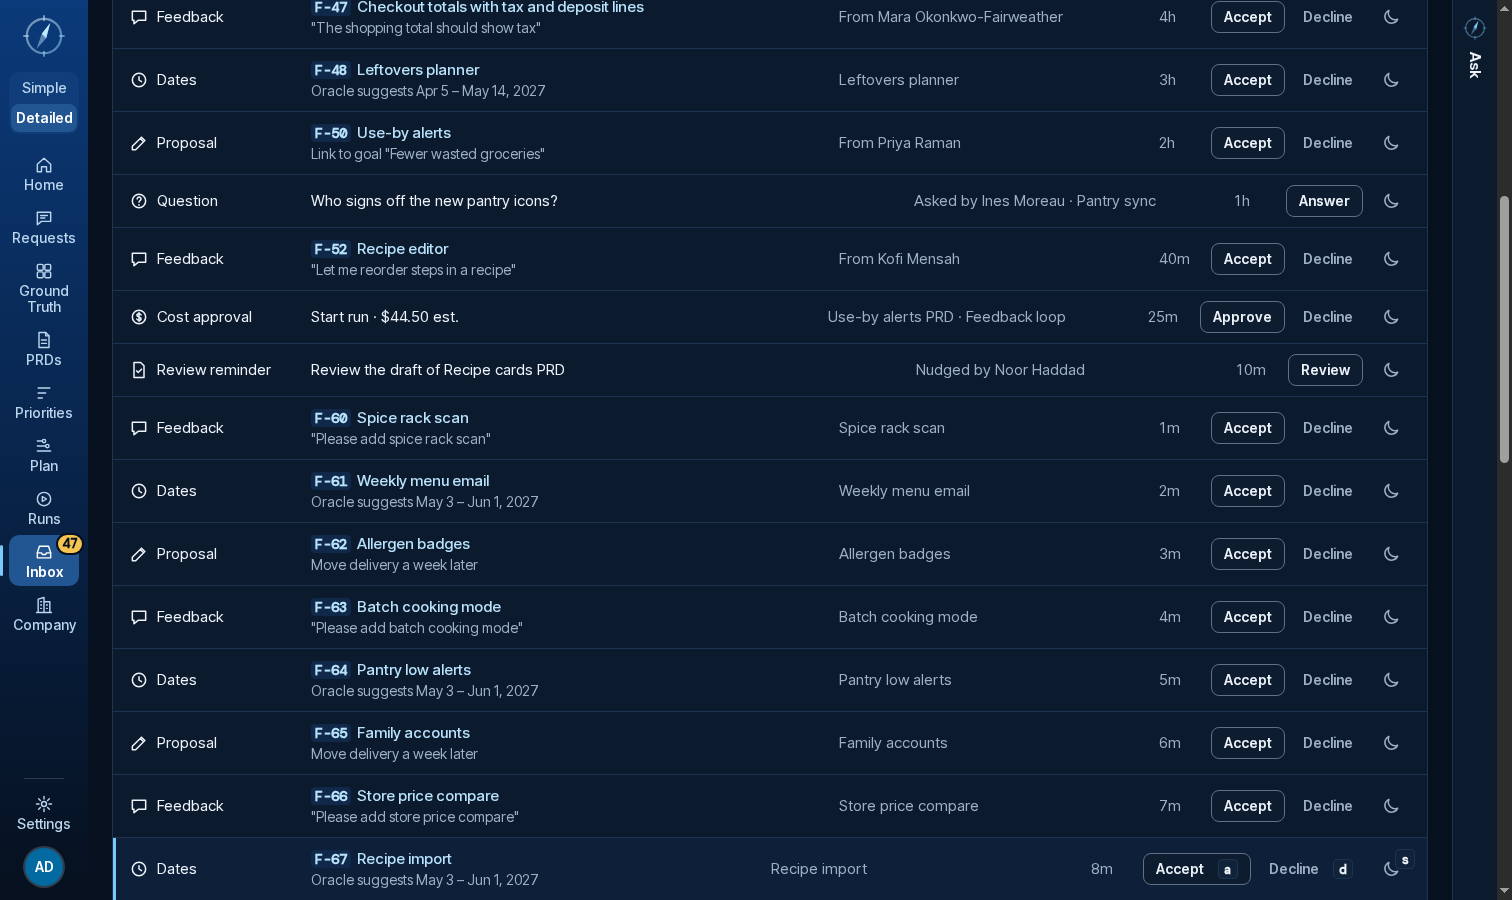 Simple
Detailed
Home
Requests
Ground
Truth
PRDs
Priorities
Plan
Runs
47
Inbox
Company
Settings
AD
Feedback
F-47 Checkout totals with tax and deposit lines
"The shopping total should show tax"
From Mara Okonkwo-Fairweather
4h
Accept
Decline
Dates
F-48 Leftovers planner
Oracle suggests Apr 5 – May 14, 2027
Leftovers planner
3h
Accept
Decline
Proposal
F-50 Use-by alerts
Link to goal "Fewer wasted groceries"
From Priya Raman
2h
Accept
Decline
Question
Who signs off the new pantry icons?
Asked by Ines Moreau · Pantry sync
1h
Answer
Feedback
F-52 Recipe editor
"Let me reorder steps in a recipe"
From Kofi Mensah
40m
Accept
Decline
Cost approval
Start run · $44.50 est.
Use-by alerts PRD · Feedback loop
25m
Approve
Decline
Review reminder
Review the draft of Recipe cards PRD
Nudged by Noor Haddad
10m
Review
Feedback
F-60 Spice rack scan
"Please add spice rack scan"
Spice rack scan
1m
Accept
Decline
Dates
F-61 Weekly menu email
Oracle suggests May 3 – Jun 1, 2027
Weekly menu email
2m
Accept
Decline
Proposal
F-62 Allergen badges
Move delivery a week later
Allergen badges
3m
Accept
Decline
Feedback
F-63 Batch cooking mode
"Please add batch cooking mode"
Batch cooking mode
4m
Accept
Decline
Dates
F-64 Pantry low alerts
Oracle suggests May 3 – Jun 1, 2027
Pantry low alerts
5m
Accept
Decline
Proposal
F-65 Family accounts
Move delivery a week later
Family accounts
6m
Accept
Decline
Feedback
F-66 Store price compare
"Please add store price compare"
Store price compare
7m
Accept
Decline
Dates
F-67 Recipe import
Oracle suggests May 3 – Jun 1, 2027
Recipe import
8m
Accept a
Decline d
s
Ask